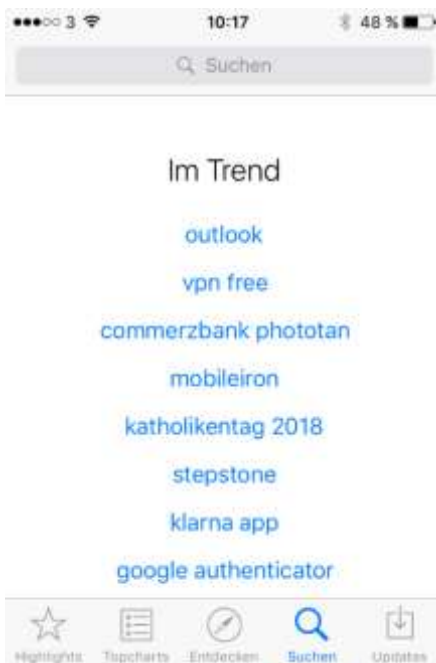 3 10:17 48 %
Suchen
Im Trend
outlook
vpn free
commerzbank phototan
mobileiron
katholikentag 2018
stepstone
klarna app
google authenticator
Highlights Topcharts Entdecken Suchen Updates